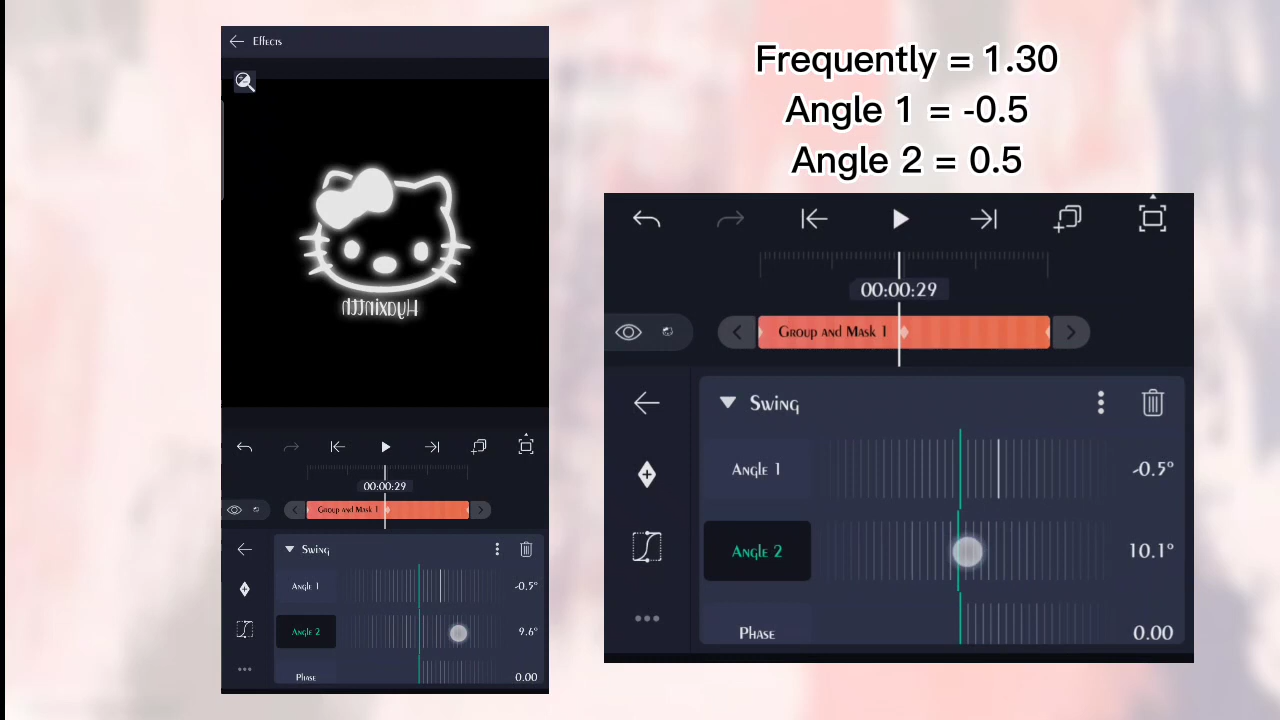 Effects
Hyaxinttlh
00:00:29
Group and Mask 1
Swing
Angle 1
-0.5°
Angle 2
9.6°
Phase
0.00
Frequently = 1.30
Angle 1 = -0.5
Angle 2 = 0.5
00:00:29
Group and Mask 1
Swing
Angle 1
-0.5°
Angle 2
10.1°
Phase
0.00